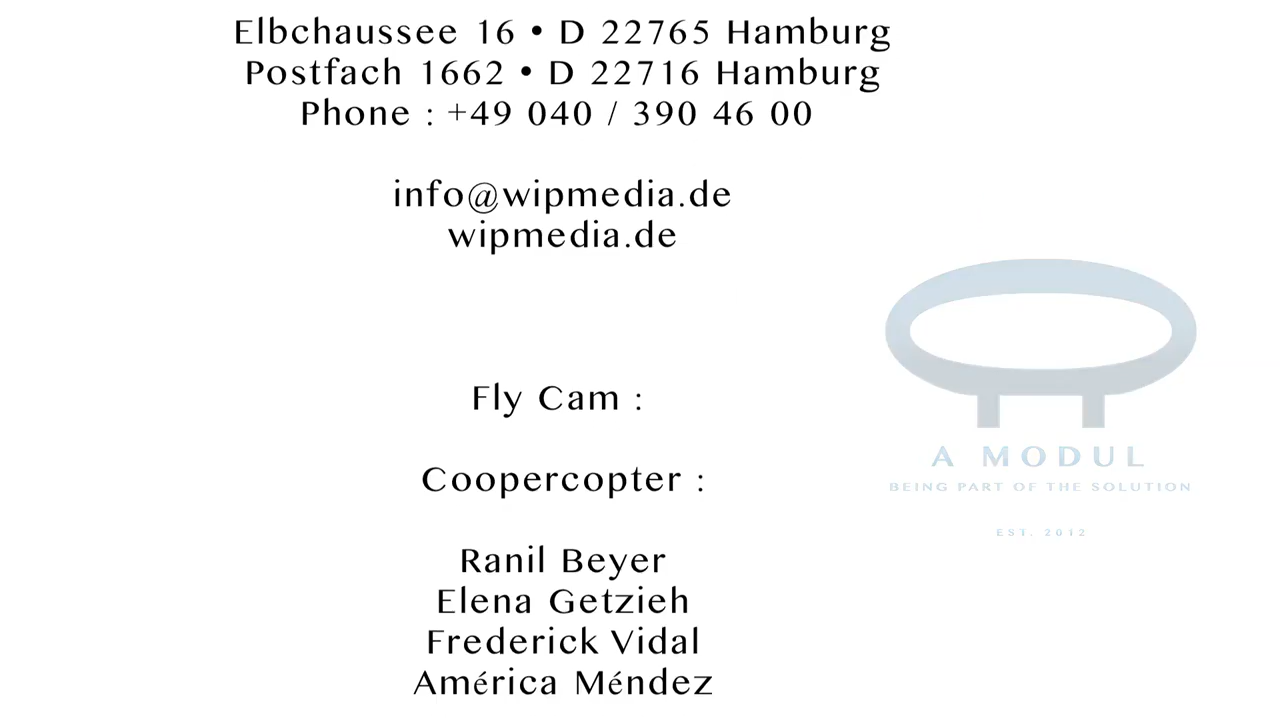 Elbchaussee 16 • D 22765 Hamburg
Postfach 1662 • D 22716 Hamburg
Phone : +49 040 / 390 46 00
info@wipmedia.de
wipmedia.de
Fly Cam :
Coopercopter :
Ranil Beyer
Elena Getzieh
Frederick Vidal
América Méndez
A MODUL
BEING PART OF THE SOLUTION
EST. 2012